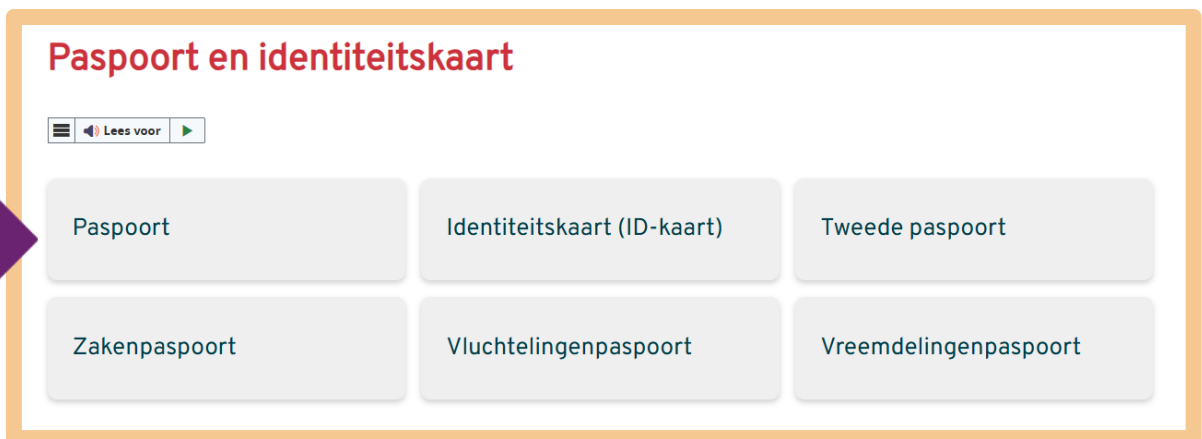 Paspoort en identiteitskaart
Lees voor
Paspoort
Identiteitskaart (ID-kaart)
Tweede paspoort
Zakenpaspoort
Vluchtelingenpaspoort
Vreemdelingenpaspoort